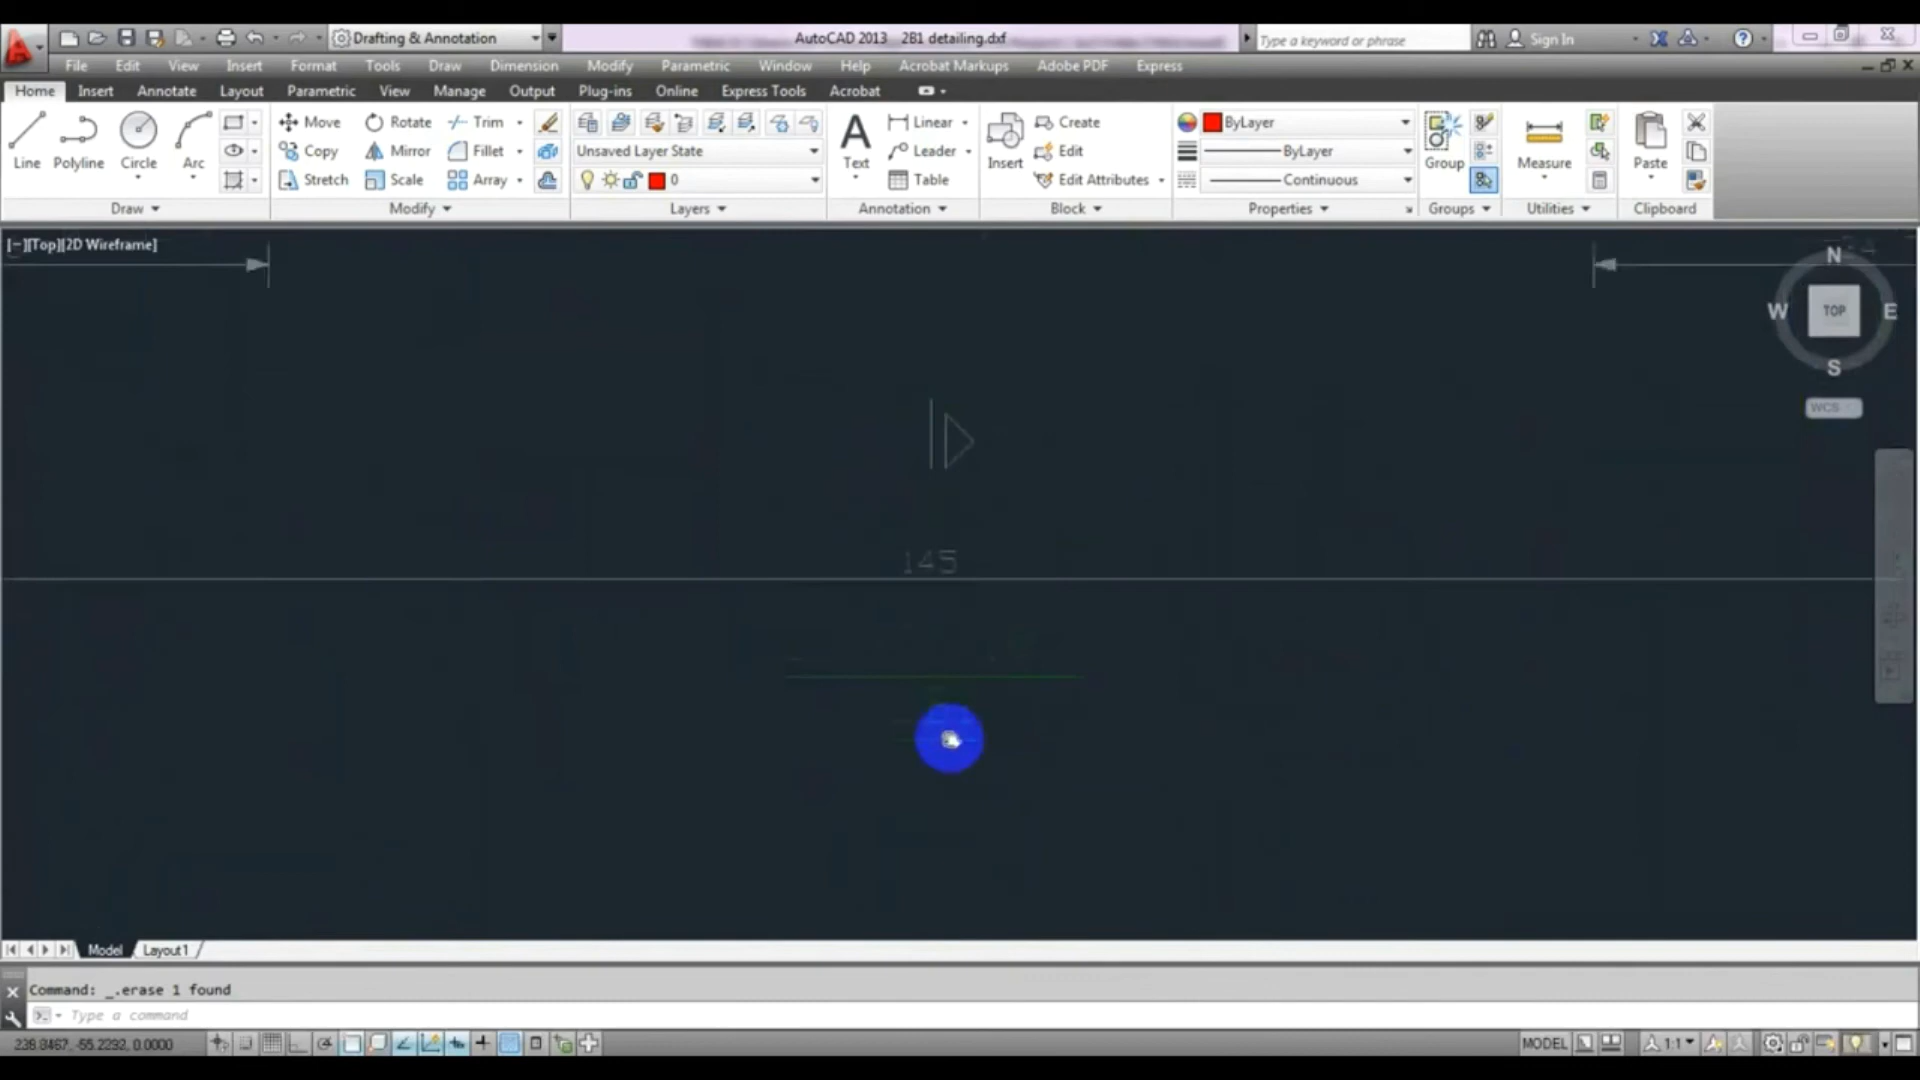 Drafting & Annotation
AutoCAD 2013 2B1 detailing.dxf
Type a keyword or phrase
Sign In
File Edit View Insert Format Tools Draw Dimension Modify Parametric Window Help Acrobat Markups Adobe PDF Express
Home Insert Annotate Layout Parametric View Manage Output Plug-ins Online Express Tools Acrobat
Line Polyline Circle Arc
Move Rotate Trim
Copy Mirror Fillet
Stretch Scale Array
Unsaved Layer State
0
Text
Linear
Leader
Table
Insert
Create
Edit
Edit Attributes
ByLayer
ByLayer
Continuous
Group
Measure
Paste
Draw Modify Layers Annotation Block Properties Groups Utilities Clipboard
[−][Top][2D Wireframe]
N
W TOP E
S
WCS
145
Model Layout1
Command: _.erase 1 found
Type a command
238.8467, -55.2292, 0.0000
MODEL
1:1